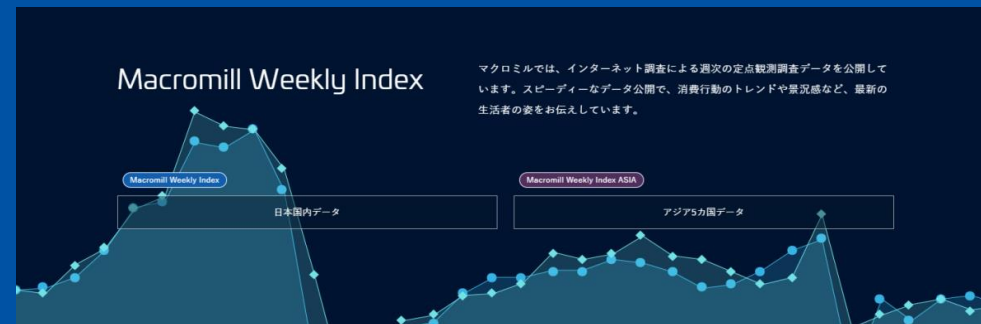 Macromill Weekly Index
マクロミルでは、インターネット調査による週次の定点観測調査データを公開して
います。スピーディーなデータ公開で、消費行動のトレンドや景況感など、最新の
生活者の姿をお伝えしています。
Macromill Weekly Index
日本国内データ
Macromill Weekly Index ASIA
アジア5カ国データ